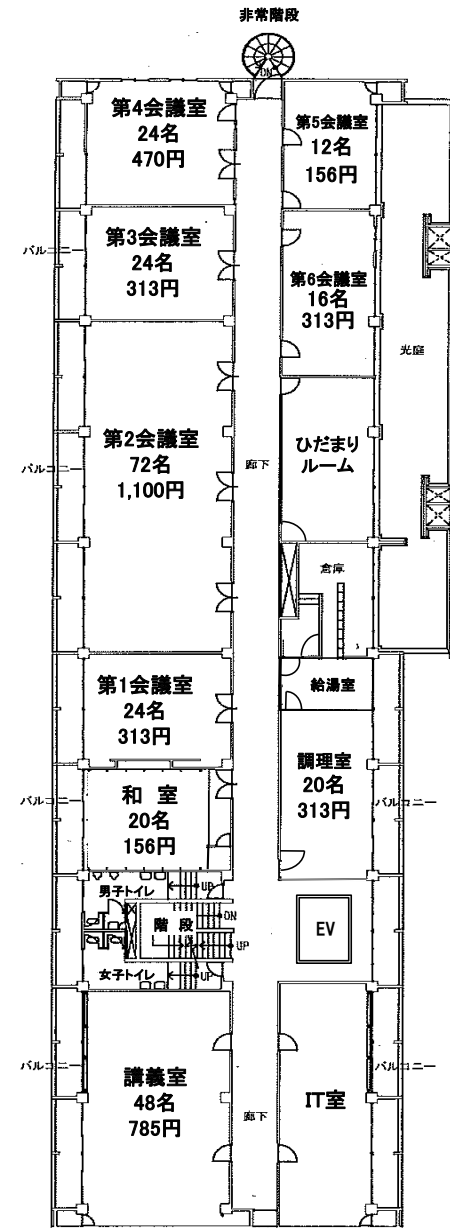 非常階段
DN
第4会議室
24名
470円
第5会議室
12名
156円
バルコニー
第3会議室
24名
313円
第6会議室
16名
313円
光庭
バルコニー
第2会議室
72名
1,100円
廊下
ひだまり
ルーム
倉庫
第1会議室
24名
313円
給湯室
調理室
20名
313円
バルコニー
和 室
20名
156円
バルコニー
男子トイレ
UP
DN
階 段
UP
EV
女子トイレ
UP
バルコニー
講義室
48名
785円
廊下
IT室
バルコニー